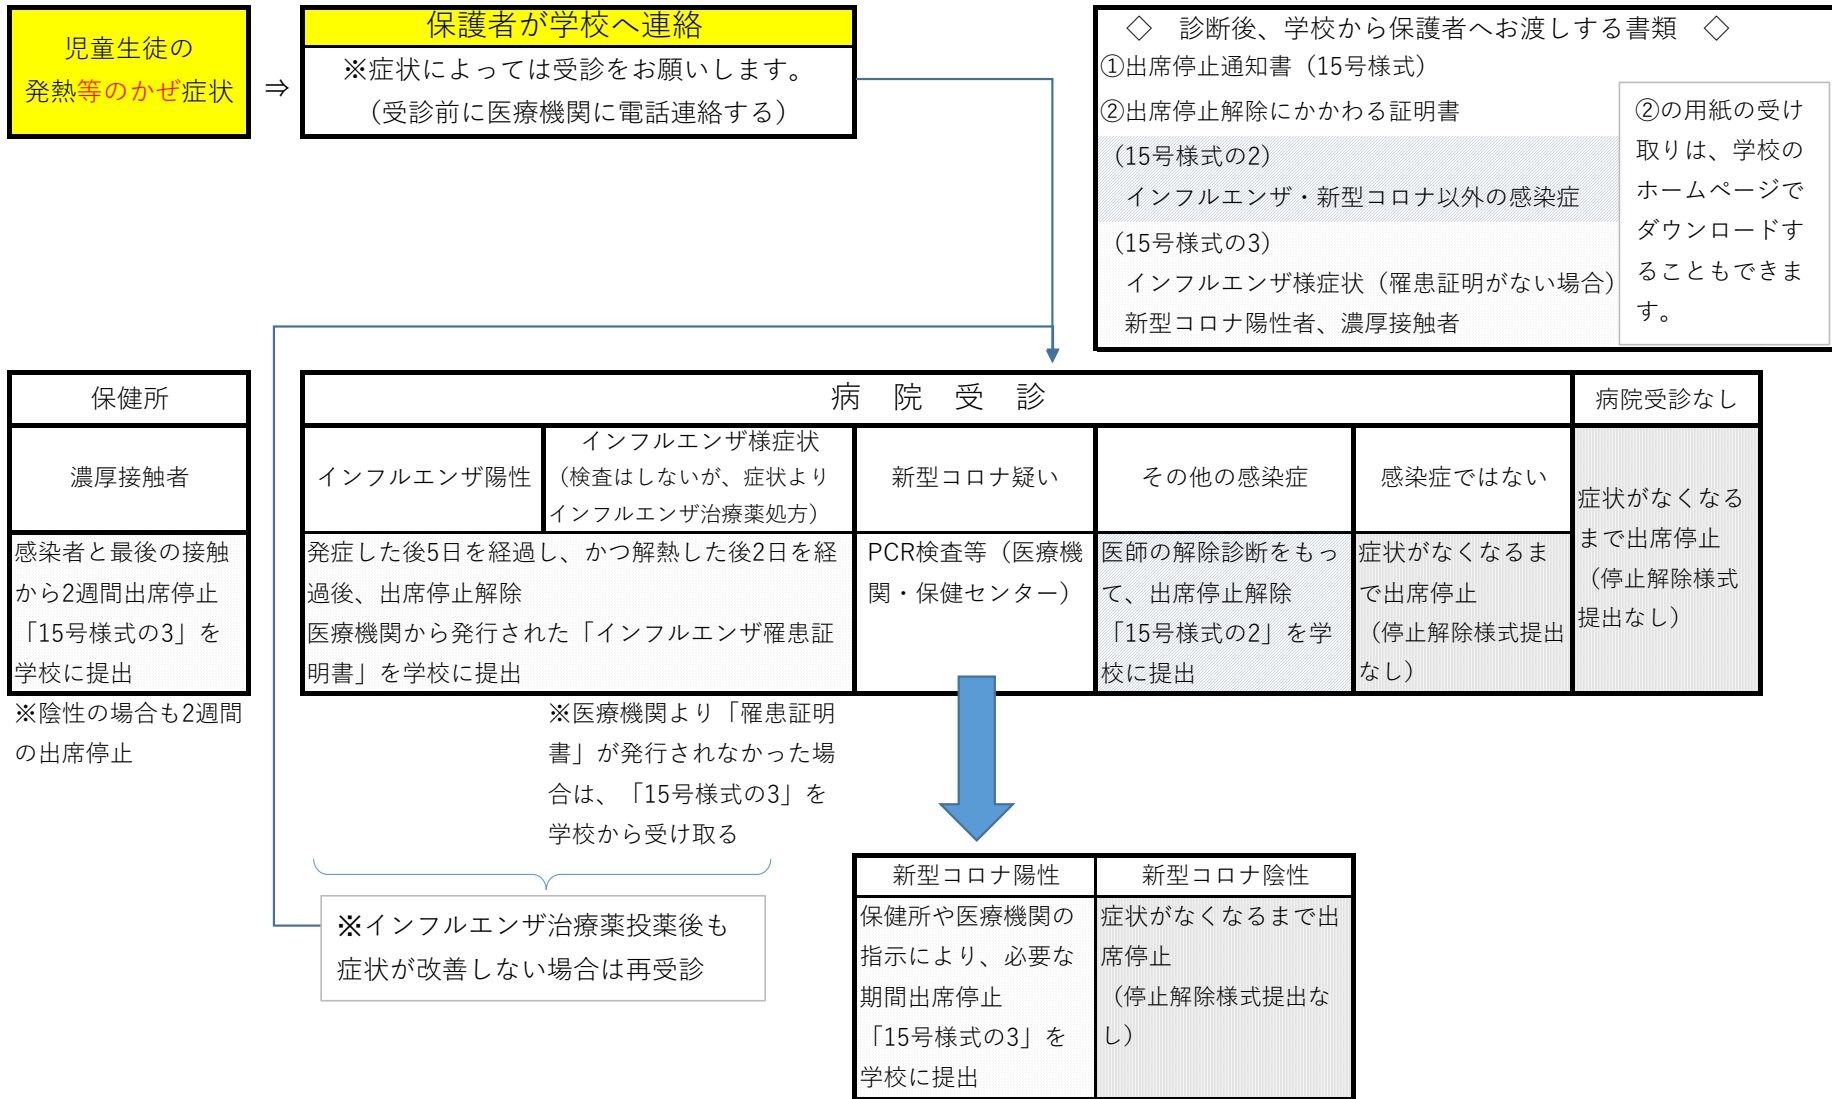 児童生徒の
発熱等のかぜ症状
⇒
保護者が学校へ連絡
※症状によっては受診をお願いします。
（受診前に医療機関に電話連絡する）
◇　診断後、学校から保護者へお渡しする書類　◇
①出席停止通知書（15号様式）
②出席停止解除にかかわる証明書
（15号様式の2）
インフルエンザ・新型コロナ以外の感染症
（15号様式の3）
インフルエンザ様症状（罹患証明がない場合）
新型コロナ陽性者、濃厚接触者
②の用紙の受け
取りは、学校の
ホームページで
ダウンロードす
ることもできま
す。
保健所
濃厚接触者
感染者と最後の接触
から2週間出席停止
「15号様式の3」を
学校に提出
※陰性の場合も2週間
の出席停止
病　院　受　診
インフルエンザ陽性
インフルエンザ様症状
（検査はしないが、症状より
インフルエンザ治療薬処方）
発症した後5日を経過し、かつ解熱した後2日を経
過後、出席停止解除
医療機関から発行された「インフルエンザ罹患証
明書」を学校に提出
※医療機関より「罹患証明
書」が発行されなかった場
合は、「15号様式の3」を
学校から受け取る
※インフルエンザ治療薬投薬後も
症状が改善しない場合は再受診
新型コロナ疑い
PCR検査等（医療機
関・保健センター）
その他の感染症
医師の解除診断をもっ
て、出席停止解除
「15号様式の2」を学
校に提出
感染症ではない
症状がなくなるま
で出席停止
（停止解除様式提出
なし）
病院受診なし
症状がなくなる
まで出席停止
（停止解除様式
提出なし）
新型コロナ陽性
保健所や医療機関の
指示により、必要な
期間出席停止
「15号様式の3」を
学校に提出
新型コロナ陰性
症状がなくなるまで出
席停止
（停止解除様式提出な
し）